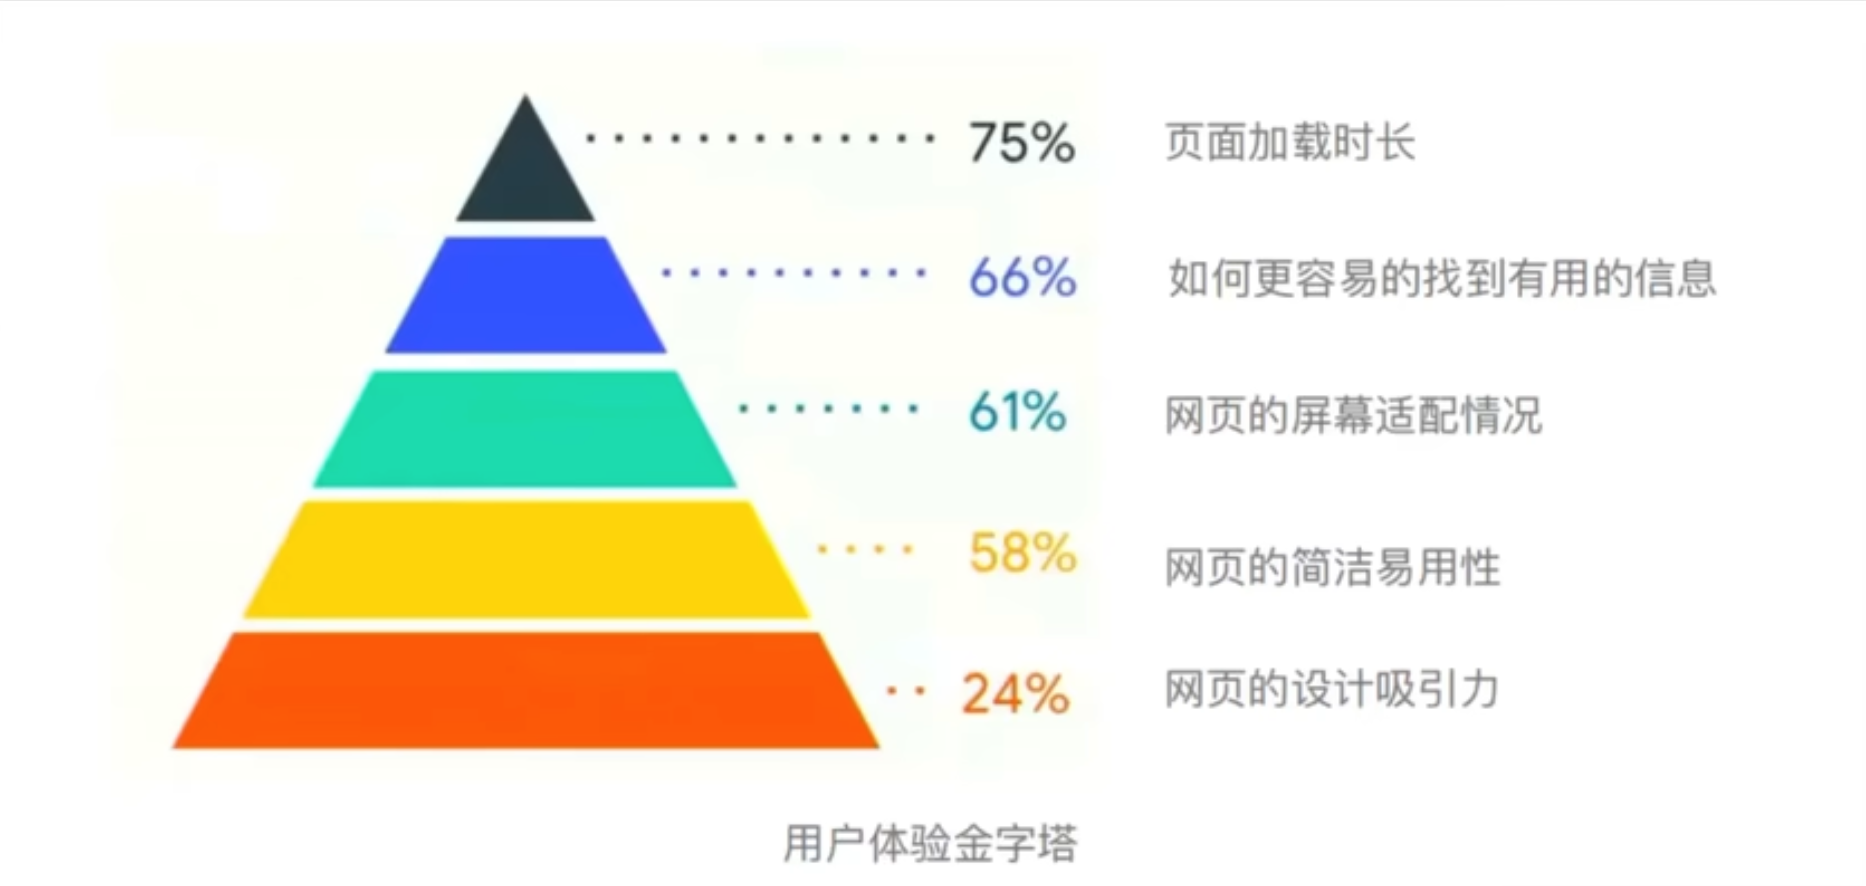 75% 页面加载时长
66% 如何更容易的找到有用的信息
61% 网页的屏幕适配情况
58% 网页的简洁易用性
24% 网页的设计吸引力
用户体验金字塔